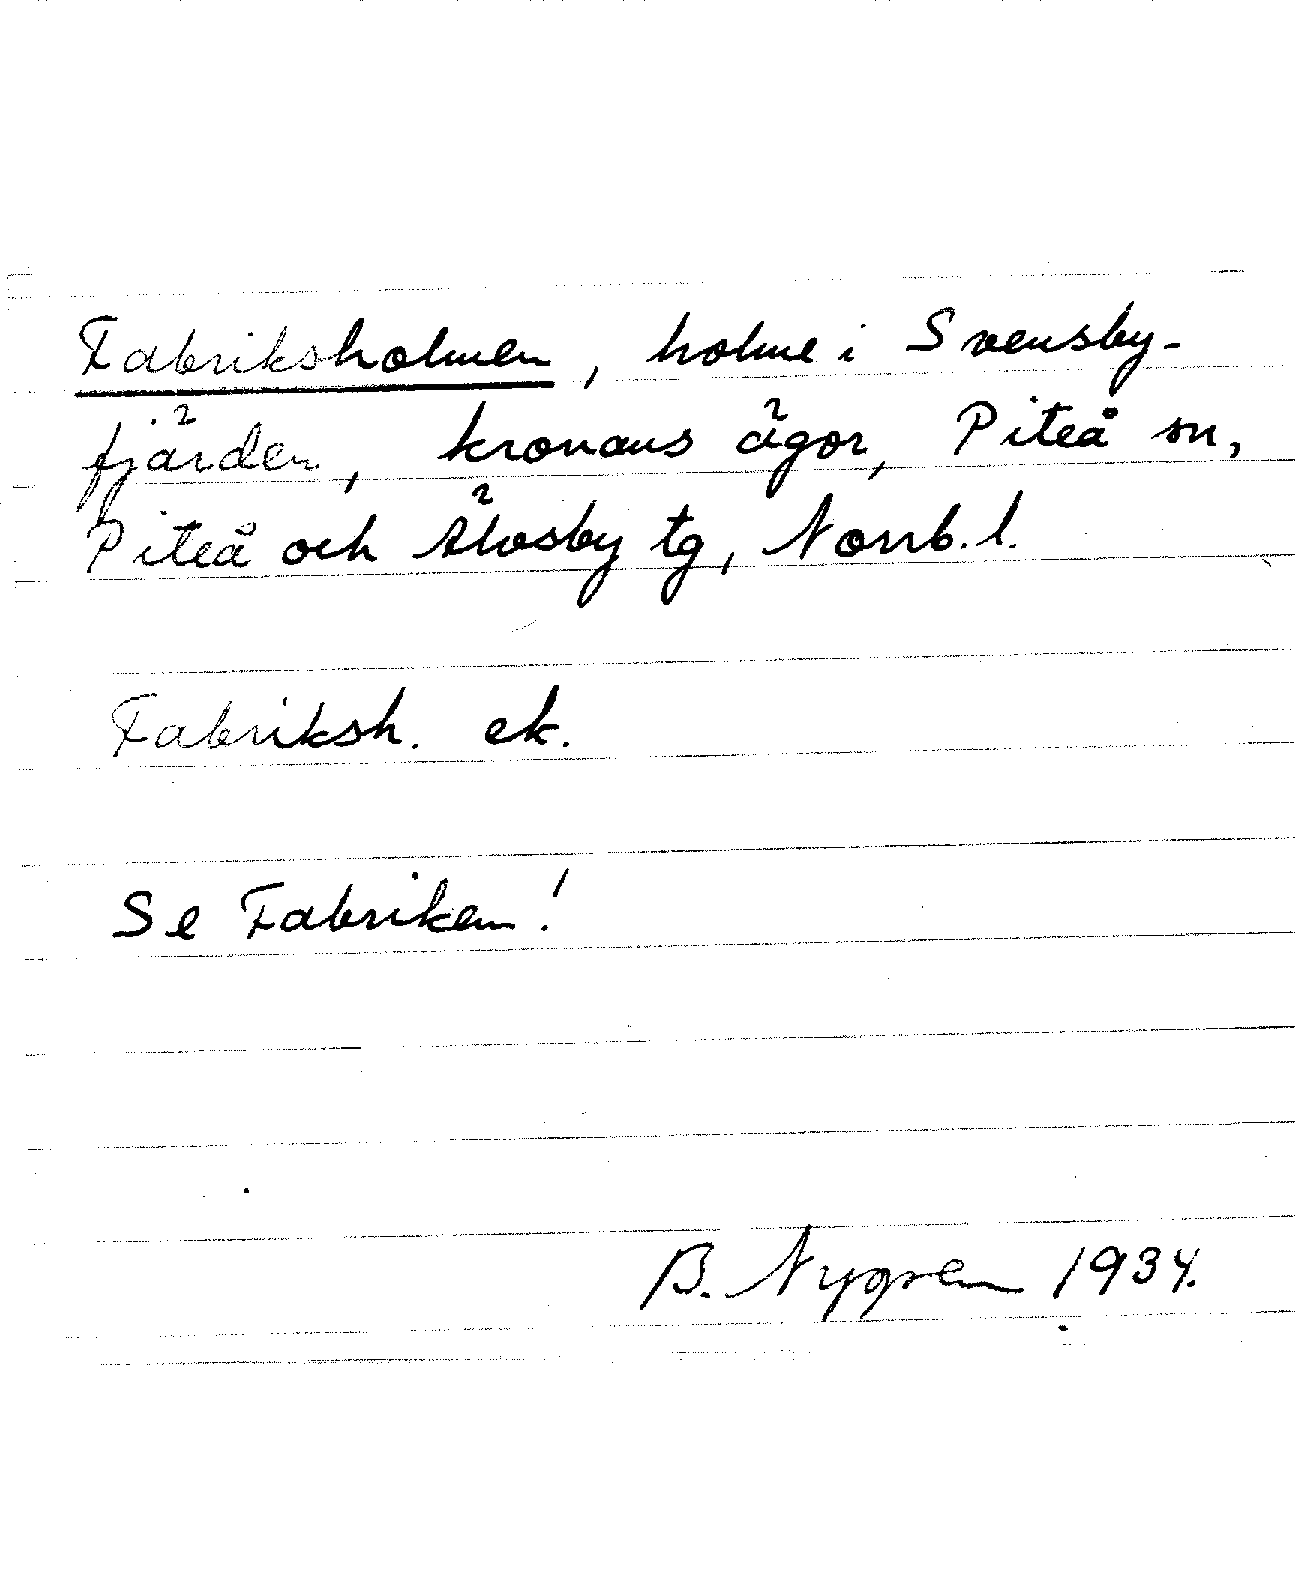 Fabriksholmen, holme i Svensby-
fjärden, kronans ägor, Piteå sn,
Piteå och Älvsby tg, Norrb. l.
Fabriksh. ek.
Se Fabriken!
B. Nygren 1934.